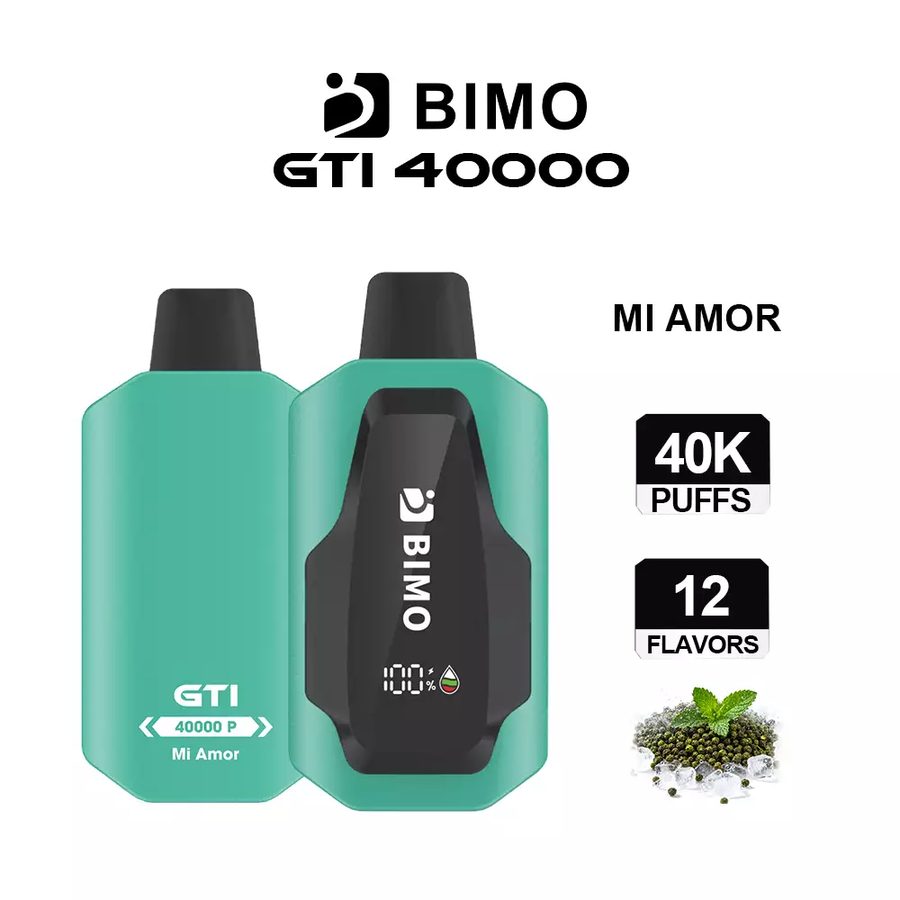 BIMO
GTI 40000
MI AMOR
40K
PUFFS
12
FLAVORS
BIMO
100%
GTI
40000 P
Mi Amor